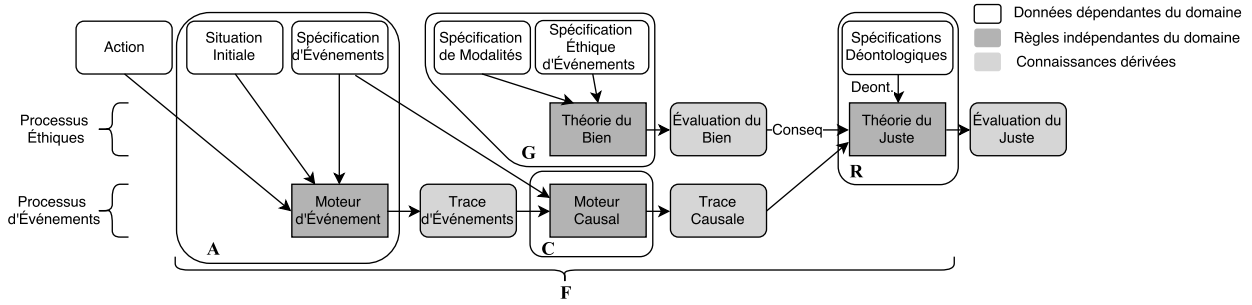 Action
Situation
Initiale
Spécification
d'Événements
Spécification
de Modalités
Spécification
Éthique
d'Événements
Spécifications
Déontologiques
Données dépendantes du domaine
Règles indépendantes du domaine
Connaissances dérivées
Deont.
Processus
Éthiques
Théorie du
Bien
Évaluation du
Bien
Conseq
Théorie du
Juste
Évaluation du
Juste
G
R
Processus
d'Événements
Moteur
d'Événement
Trace
d'Événements
Moteur
Causal
Trace
Causale
A
C
F